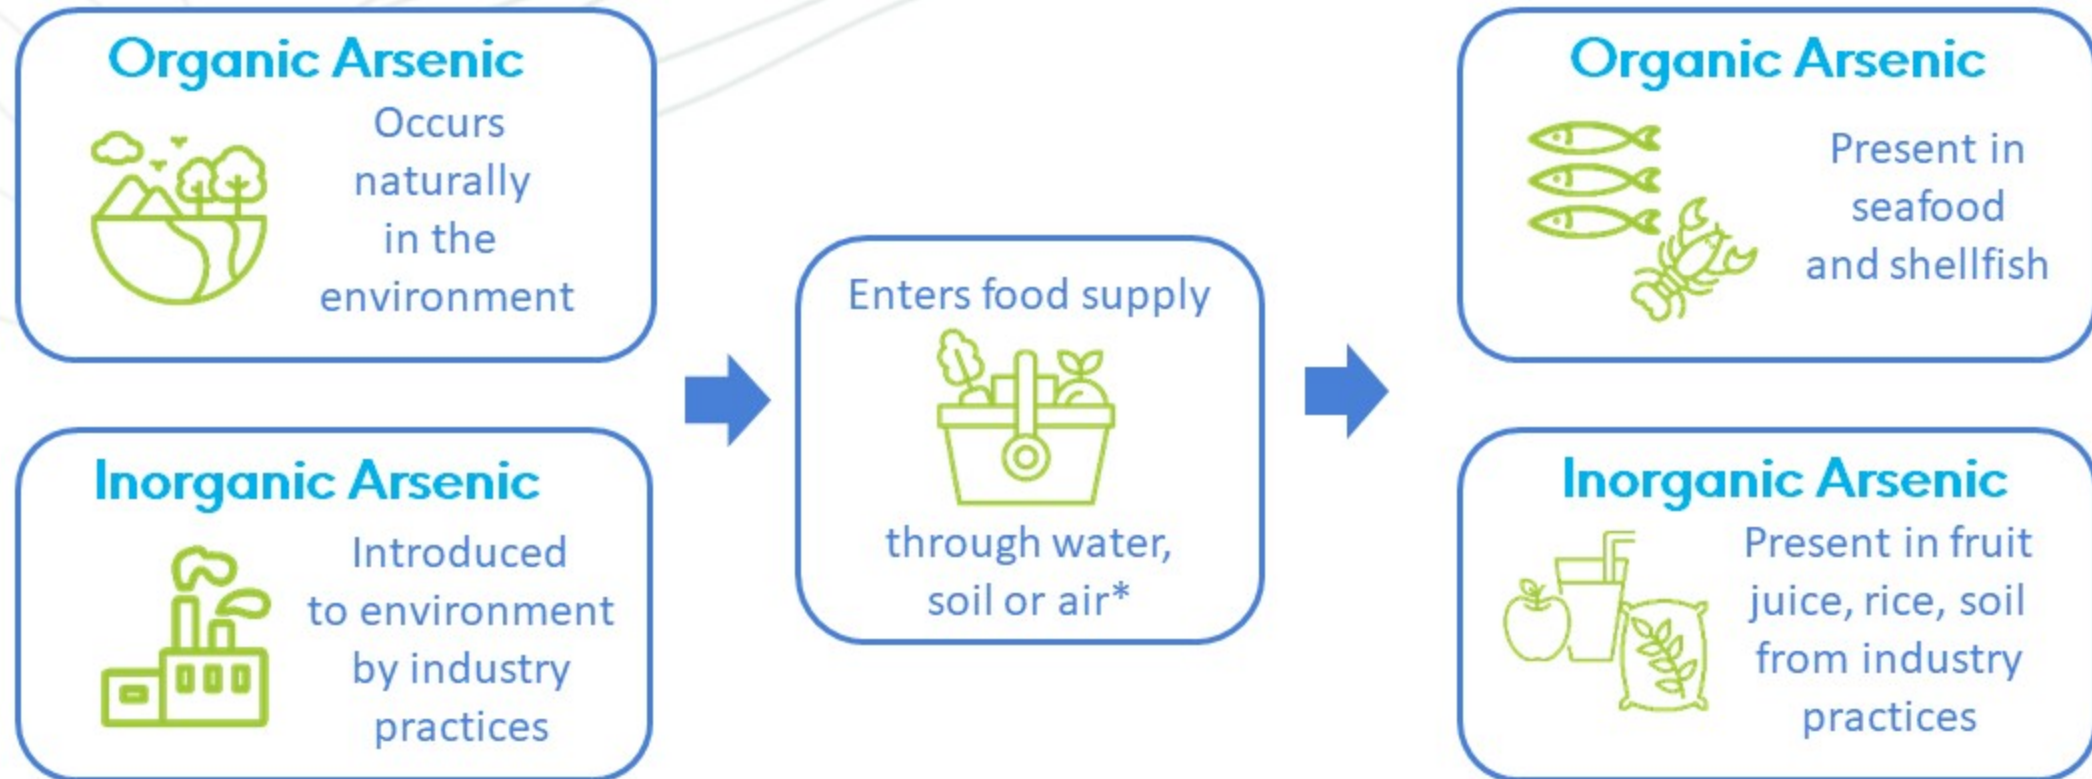 Organic Arsenic
Occurs
naturally
in the
environment
Inorganic Arsenic
Introduced
to environment
by industry
practices
Enters food supply
through water,
soil or air*
Organic Arsenic
Present in
seafood
and shellfish
Inorganic Arsenic
Present in fruit
juice, rice, soil
from industry
practices